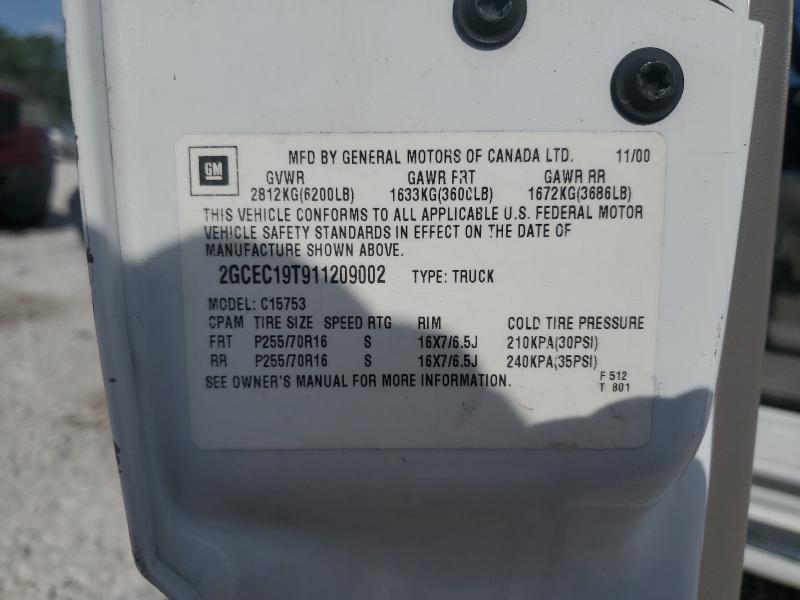 GM
MFD BY GENERAL MOTORS OF CANADA LTD. 11/00
GVWR GAWR FRT GAWR RR
2812KG(6200LB) 1633KG(3600LB) 1672KG(3686LB)
THIS VEHICLE CONFORMS TO ALL APPLICABLE U.S. FEDERAL MOTOR
VEHICLE SAFETY STANDARDS IN EFFECT ON THE DATE OF
MANUFACTURE SHOWN ABOVE.
2GCEC19T911209002 TYPE: TRUCK
MODEL: C15753
CPAM TIRE SIZE SPEED RTG RIM COLD TIRE PRESSURE
FRT P255/70R16 S 16X7/6.5J 210KPA(30PSI)
RR P255/70R16 S 16X7/6.5J 240KPA(35PSI)
SEE OWNER'S MANUAL FOR MORE INFORMATION.
F 512
T 801